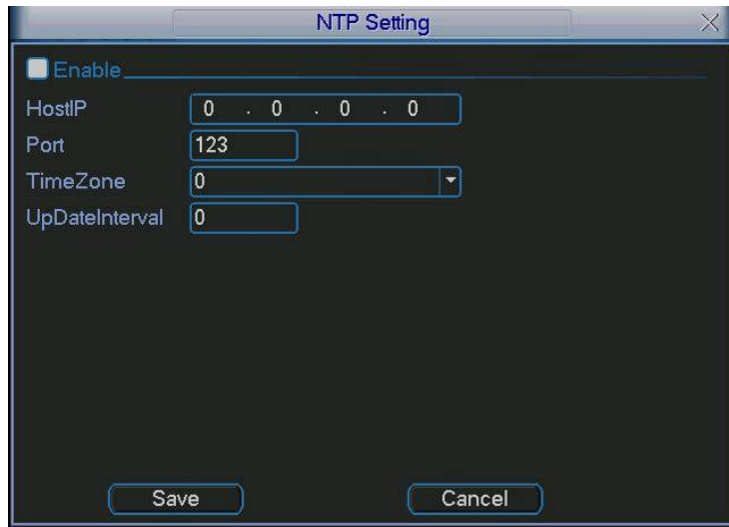 NTP Setting
Enable
HostIP 0 . 0 . 0 . 0
Port 123
TimeZone 0
UpDateInterval 0
Save Cancel